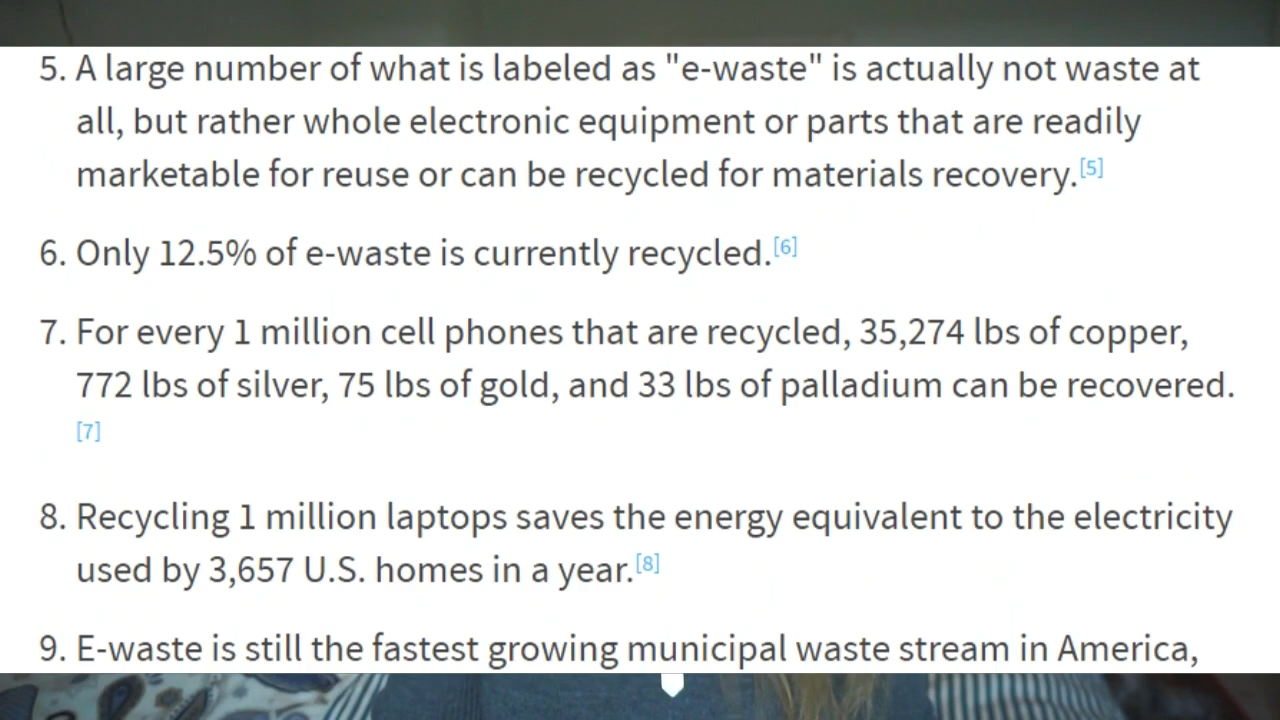 5. A large number of what is labeled as "e-waste" is actually not waste at
all, but rather whole electronic equipment or parts that are readily
marketable for reuse or can be recycled for materials recovery.[5]
6. Only 12.5% of e-waste is currently recycled.[6]
7. For every 1 million cell phones that are recycled, 35,274 lbs of copper,
772 lbs of silver, 75 lbs of gold, and 33 lbs of palladium can be recovered.
[7]
8. Recycling 1 million laptops saves the energy equivalent to the electricity
used by 3,657 U.S. homes in a year.[8]
9. E-waste is still the fastest growing municipal waste stream in America,